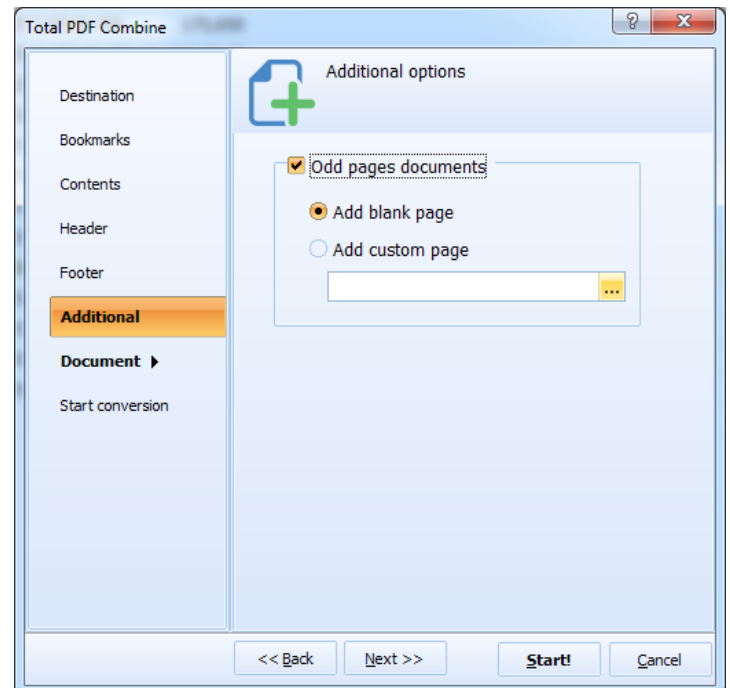 Total PDF Combine
?
Destination
Bookmarks
Contents
Header
Footer
Additional
Document
Start conversion
Additional options
Odd pages documents
Add blank page
Add custom page
...
<< Back
Next >>
Start!
Cancel